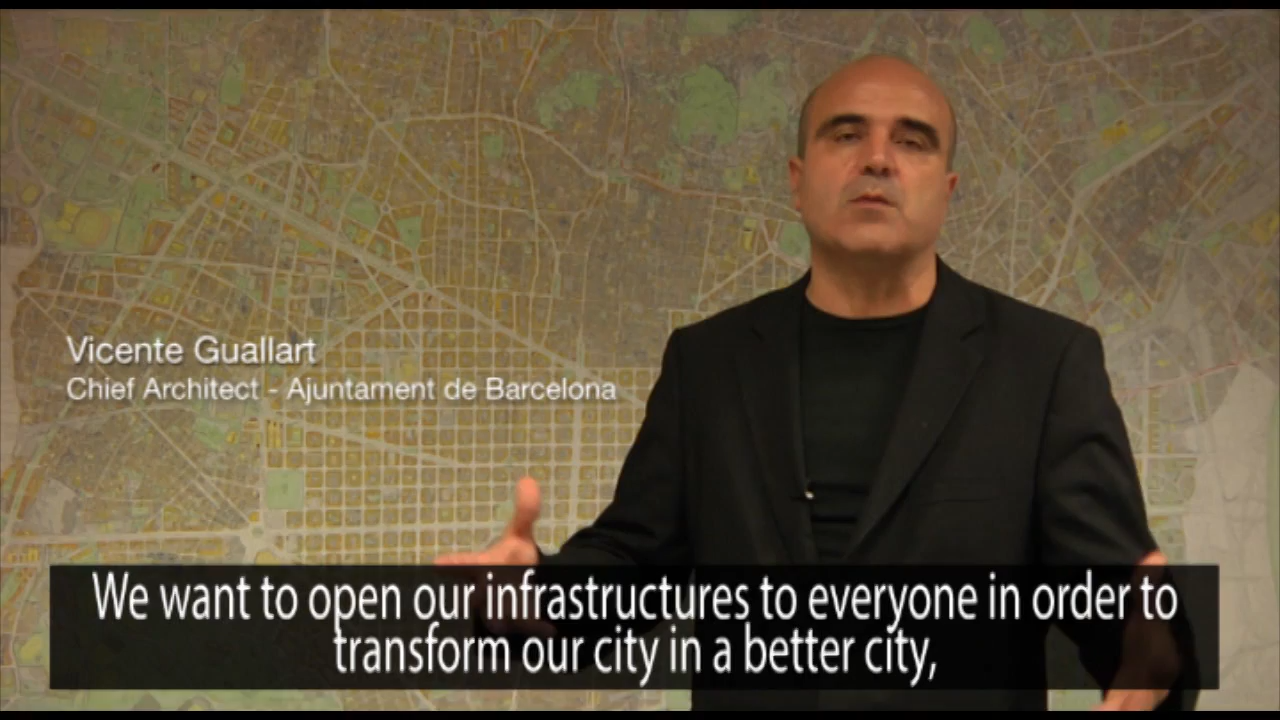 Vicente Guallart
Chief Architect - Ajuntament de Barcelona
We want to open our infrastructures to everyone in order to
transform our city in a better city,